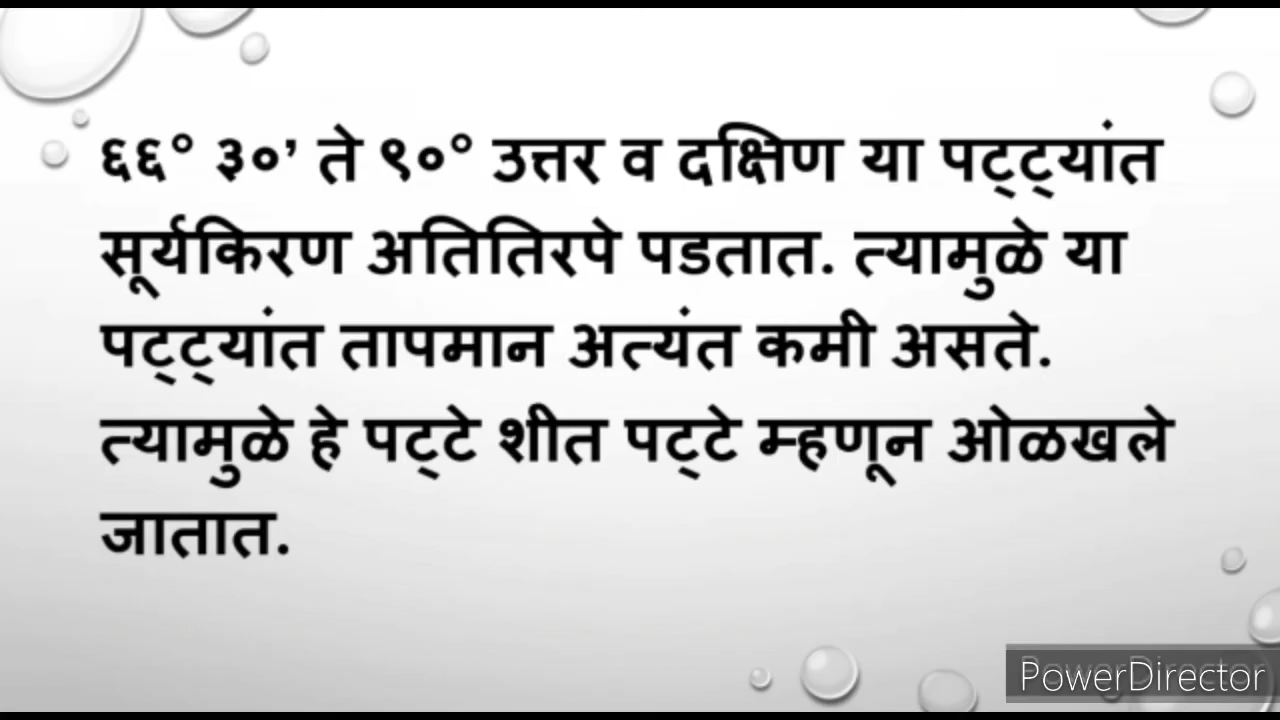 ६६° ३०’ ते ९०° उत्तर व दक्षिण या पट्ट्यांत
सूर्यकिरण अतितिरपे पडतात. त्यामुळे या
पट्ट्यांत तापमान अत्यंत कमी असते.
त्यामुळे हे पट्टे शीत पट्टे म्हणून ओळखले
जातात.
PowerDirector